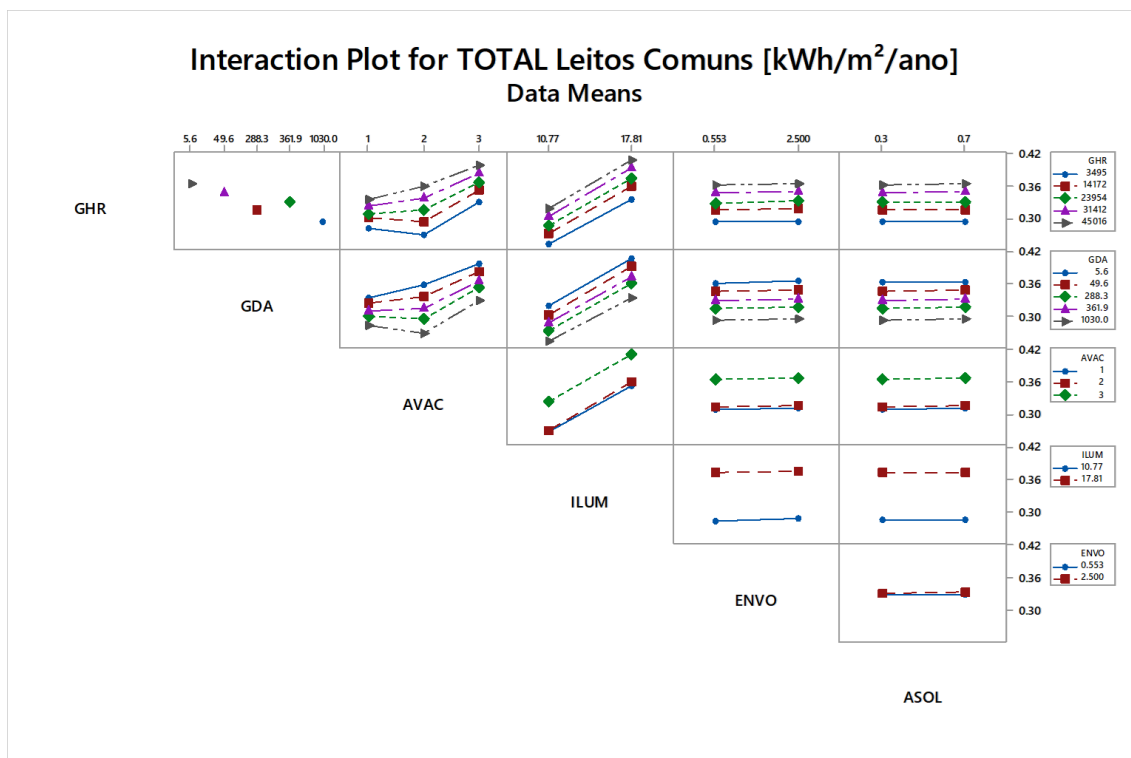 Interaction Plot for TOTAL Leitos Comuns [kWh/m²/ano]
Data Means
5.6 49.6 288.3 361.9 1030.0 1 2 3 10.77 17.81 0.553 2.500 0.3 0.7
GHR
0.42
0.36
0.30
GHR
3495
14172
23954
31412
45016
GDA
0.42
0.36
0.30
GDA
5.6
49.6
288.3
361.9
1030.0
AVAC
0.42
0.36
0.30
AVAC
1
2
3
ILUM
0.42
0.36
0.30
ILUM
10.77
17.81
ENVO
0.42
0.36
0.30
ENVO
0.553
2.500
ASOL